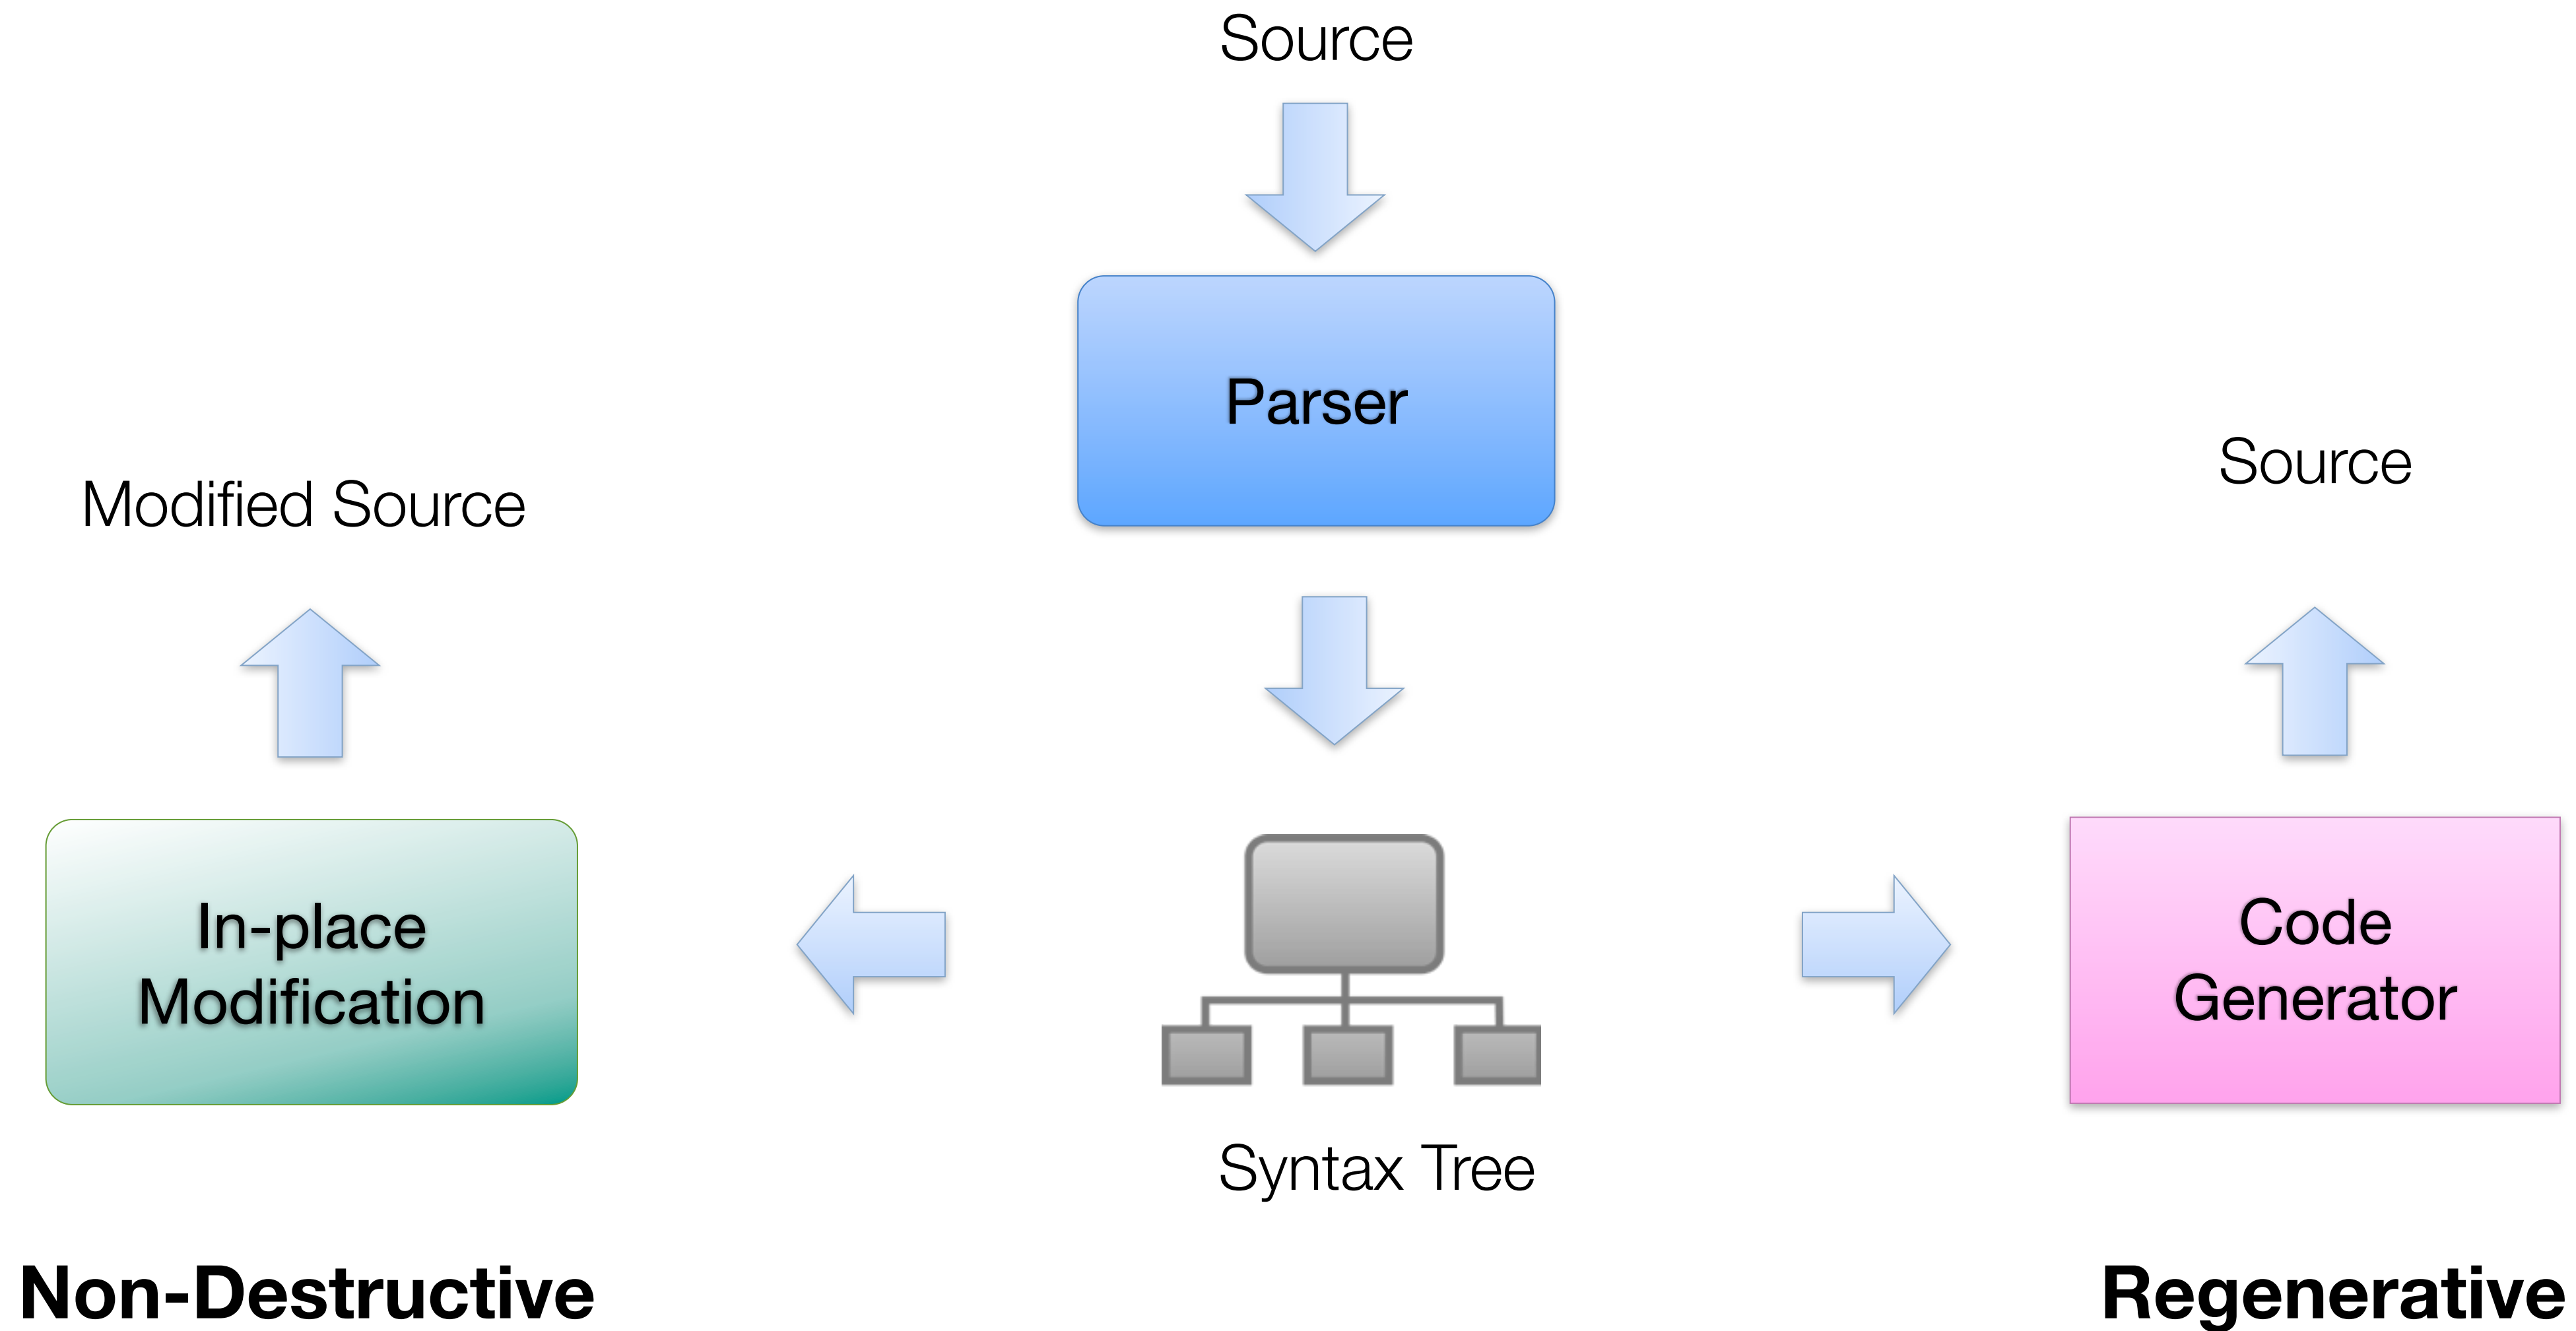 Source
Parser
Modified Source
Source
In-place
Modification
Code
Generator
Syntax Tree
Non-Destructive
Regenerative